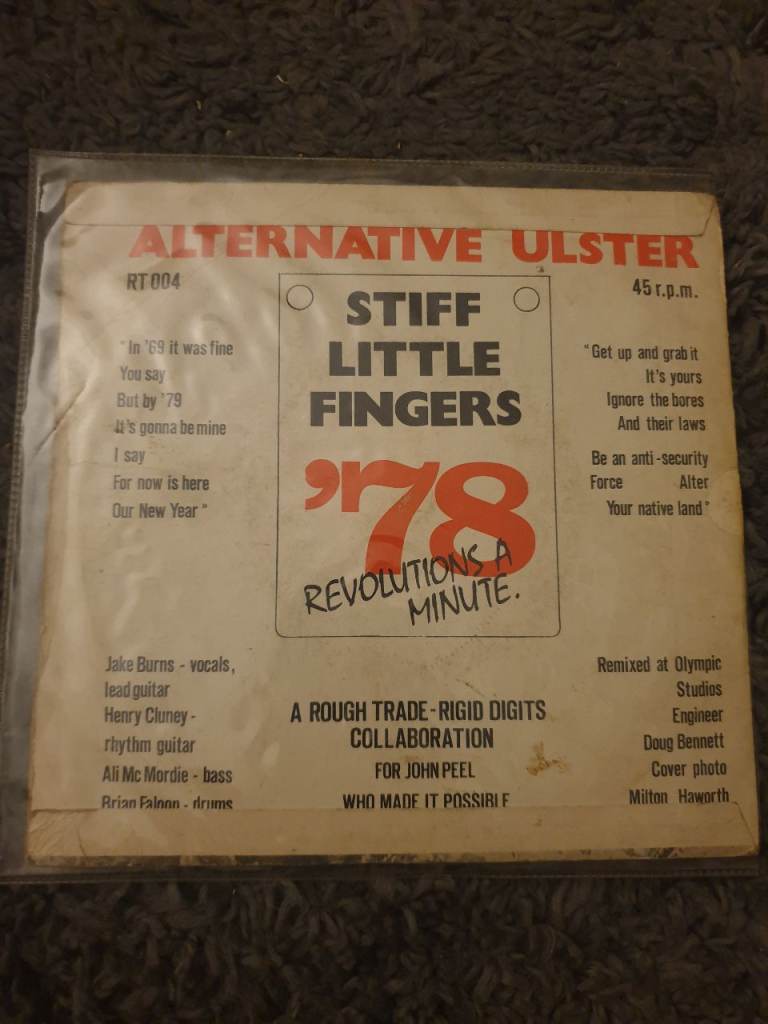 ALTERNATIVE ULSTER
RT 004
45 r.p.m.
STIFF
LITTLE
FINGERS
'78
REVOLUTIONS A
MINUTE.
"In '69 it was fine
You say
But by '79
It's gonna be mine
I say
For now is here
Our New Year"
"Get up and grab it
It's yours
Ignore the bores
And their laws
Be an anti-security
Force Alter
Your native land"
Jake Burns - vocals,
lead guitar
Henry Cluney -
rhythm guitar
Ali Mc Mordie - bass
Brian Faloon - drums
A ROUGH TRADE-RIGID DIGITS
COLLABORATION
FOR JOHN PEEL
WHO MADE IT POSSIBLE
Remixed at Olympic
Studios
Engineer
Doug Bennett
Cover photo
Milton Haworth